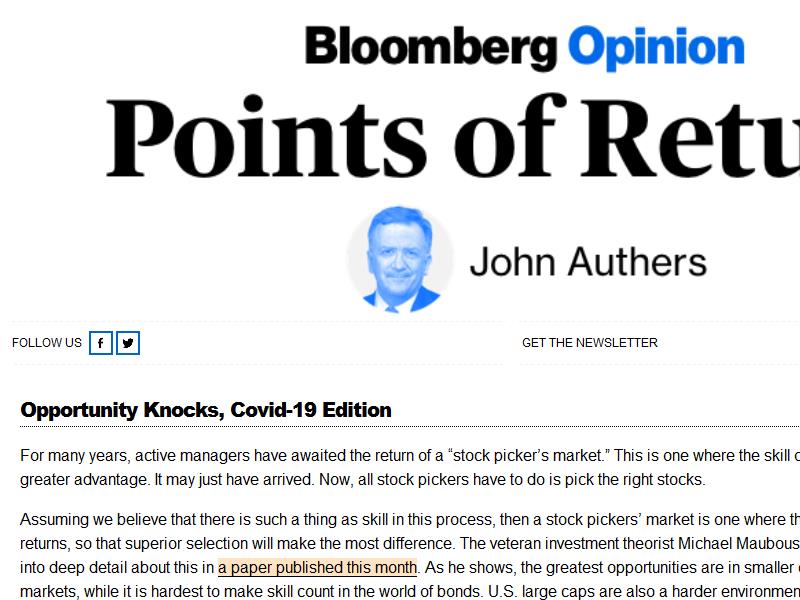 Bloomberg Opinion
Points of
John Authers
FOLLOW US
GET THE NEWSLETTER
Opportunity Knocks, Covid-19 Edition
For many years, active managers have awaited the return of a “stock picker’s market.” This is one where the skill
greater advantage. It may just have arrived. Now, all stock pickers have to do is pick the right stocks.
Assuming we believe that there is such a thing as skill in this process, then a stock pickers’ market is one where
returns, so that superior selection will make the most difference. The veteran investment theorist Michael
into deep detail about this in a paper published this month. As he shows, the greatest opportunities are in smaller
markets, while it is hardest to make skill count in the world of bonds. U.S. large caps are also a harder